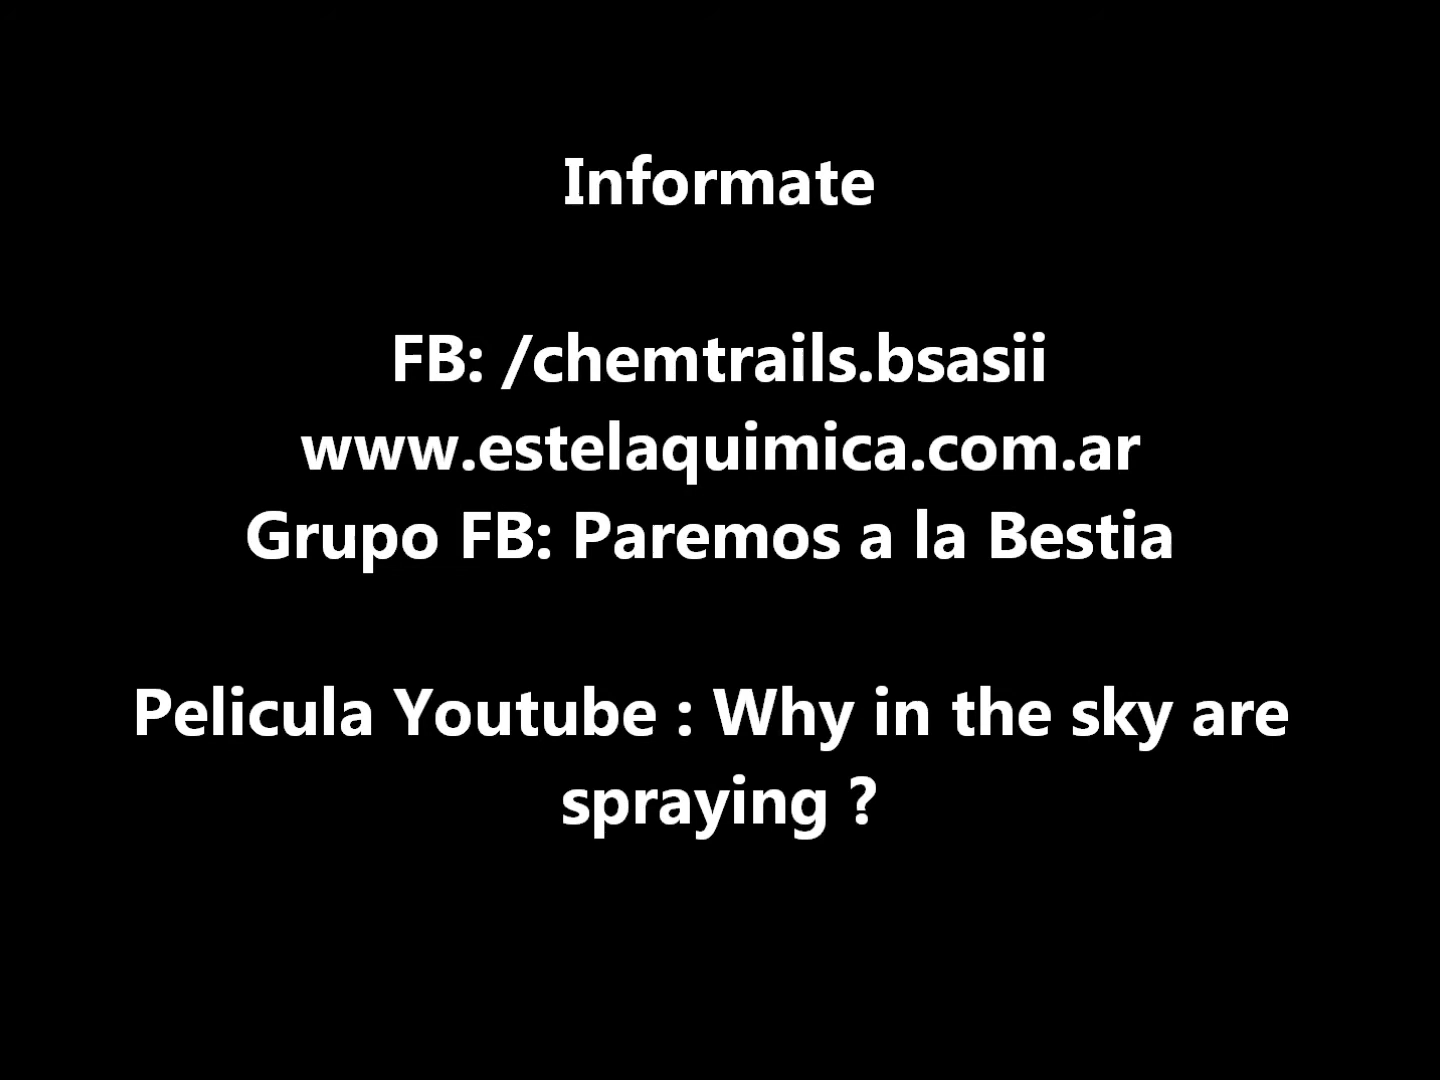 Informate
FB: /chemtrails.bsasii
www.estelaquimica.com.ar
Grupo FB: Paremos a la Bestia
Pelicula Youtube : Why in the sky are
spraying ?